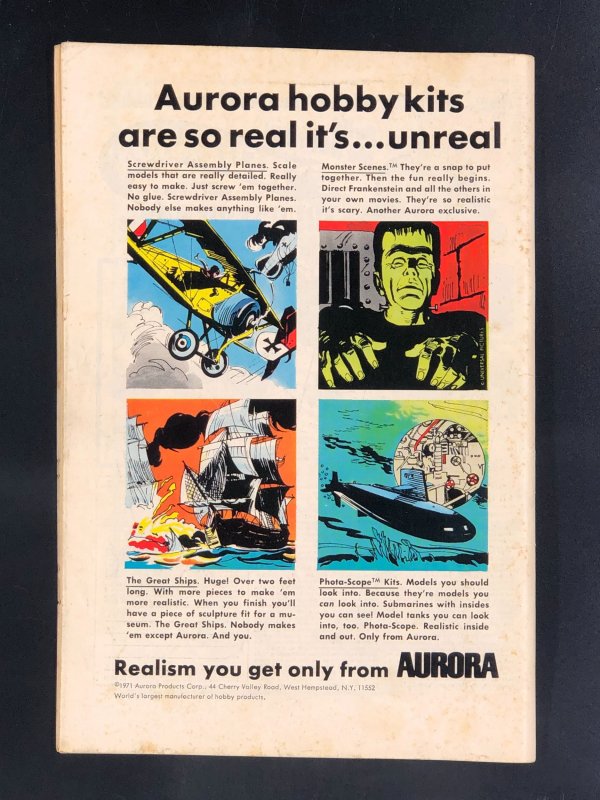 Aurora hobby kits
are so real it's...unreal
Screwdriver Assembly Planes. Scale
models that are really detailed. Really
easy to make. Just screw 'em together.
No glue. Screwdriver Assembly Planes.
Nobody else makes anything like 'em.
Monster Scenes.™ They're a snap to put
together. Then the fun really begins.
Direct Frankenstein and all the others in
your own movies. They're so realistic
it's scary. Another Aurora exclusive.
© UNIVERSAL PICTURES
The Great Ships. Huge! Over two feet
long. With more pieces to make 'em
more realistic. When you finish you'll
have a piece of sculpture fit for a mu-
seum. The Great Ships. Nobody makes
'em except Aurora. And you.
Phota-Scope™ Kits. Models you should
look into. Because they're models you
can look into. Submarines with insides
you can see! Model tanks you can look
into, too. Phota-Scope. Realistic inside
and out. Only from Aurora.
Realism you get only from AURORA
©1971 Aurora Products Corp., 44 Cherry Valley Road, West Hempstead, N.Y. 11552
World's largest manufacturer of hobby products.